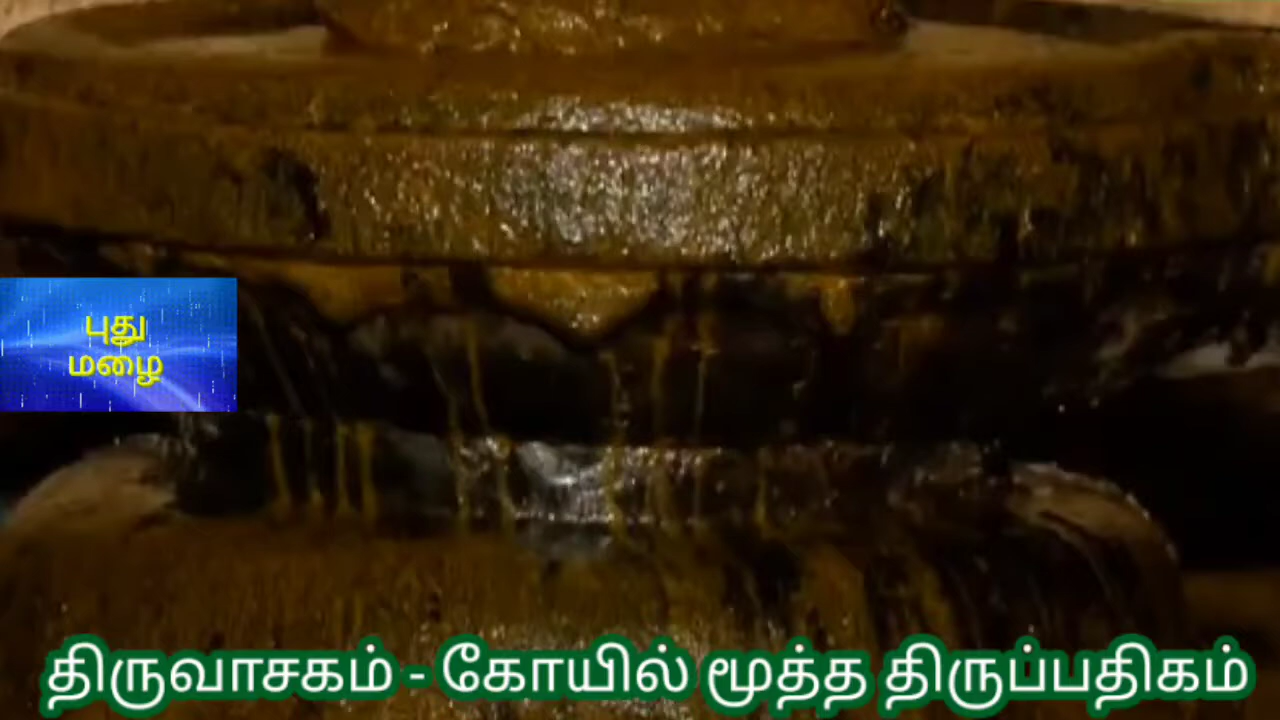 புது
மழை
திருவாசகம் - கோயில் மூத்த திருப்பதிகம்